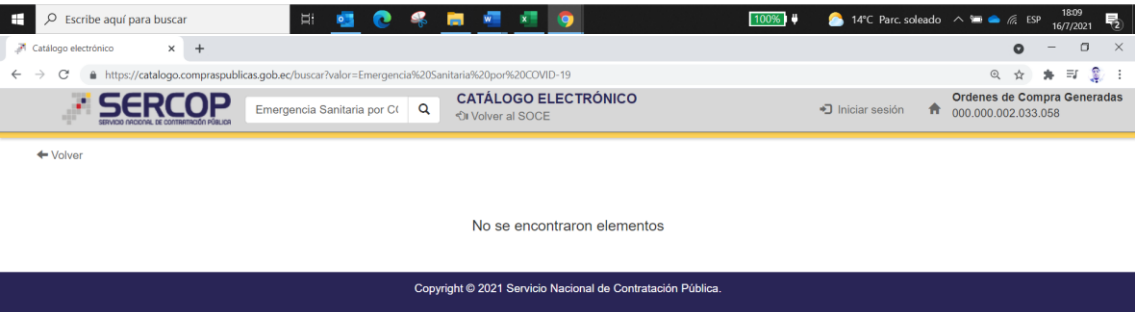 Escribe aquí para buscar
100%
14°C Parc. soleado
ESP
18:09
16/7/2021
2
Catálogo electrónico
https://catalogo.compraspublicas.gob.ec/buscar?valor=Emergencia%20Sanitaria%20por%20COVID-19
SERCOP
SERVICIO NACIONAL DE CONTRATACIÓN PÚBLICA
Emergencia Sanitaria por C
CATÁLOGO ELECTRÓNICO
Volver al SOCE
Iniciar sesión
Ordenes de Compra Generadas
000.000.002.033.058
Volver
No se encontraron elementos
Copyright © 2021 Servicio Nacional de Contratación Pública.